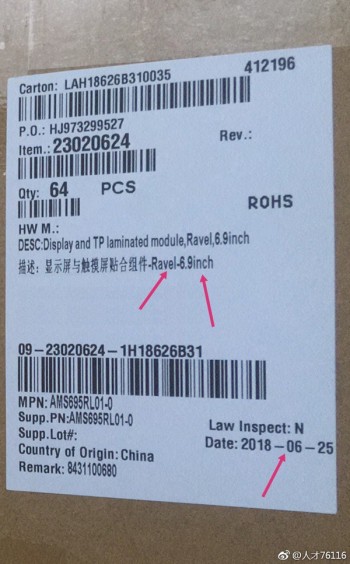 Carton: LAH18626B310035
412196
P.O.: HJ973299527
Item.: 23020624
Rev.:
Qty: 64 PCS
ROHS
HW M.:
DESC:Display and TP laminated module,Ravel,6.9inch
描述: 显示屏与触摸屏贴合组件-Ravel-6.9inch
09-23020624-1H18626B31
MPN: AMS695RL01-0
Supp.PN:AMS695RL01-0
Law Inspect: N
Supp.Lot#:
Date: 2018-06-25
Country of Origin: China
Remark: 8431100680
@人才76116